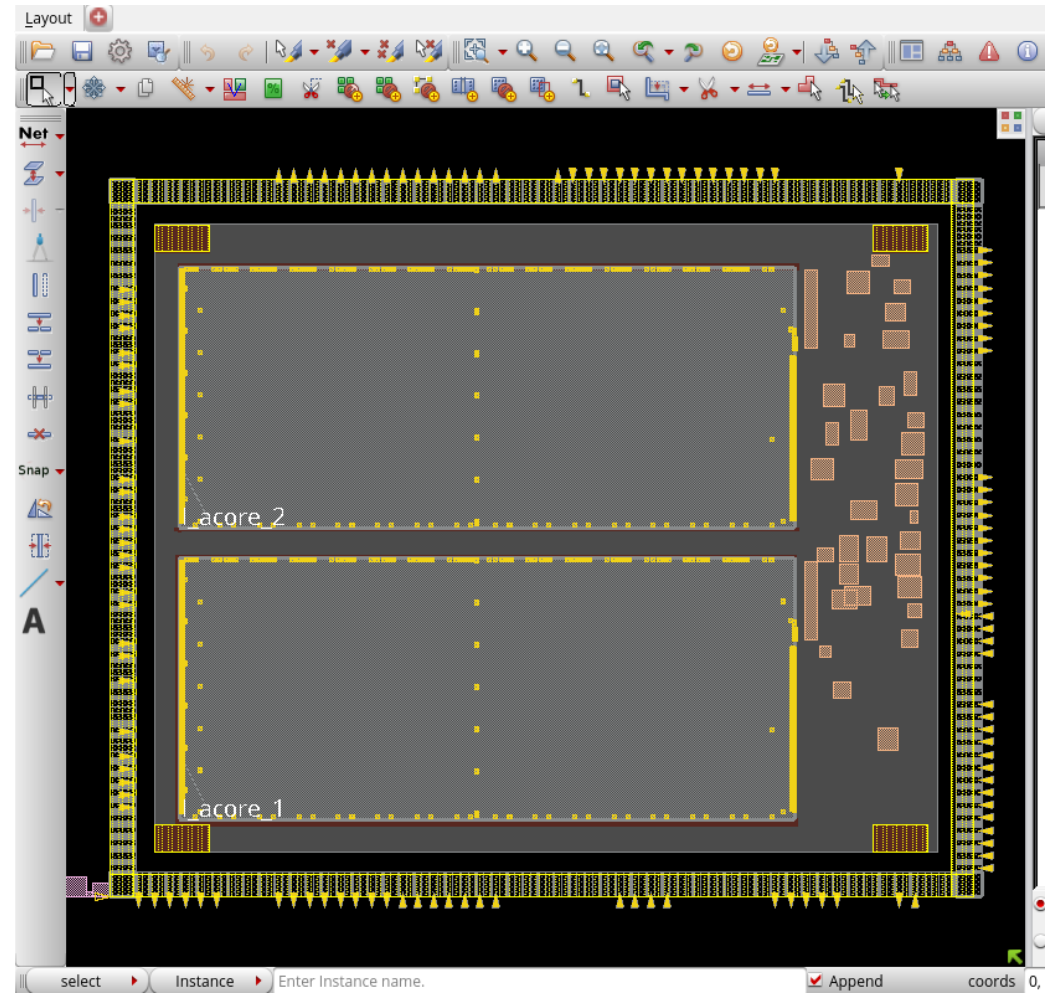 Layout
Net
Snap
A
I_acore_2
I_acore_1
select
Instance
Enter Instance name.
Append
coords
0,